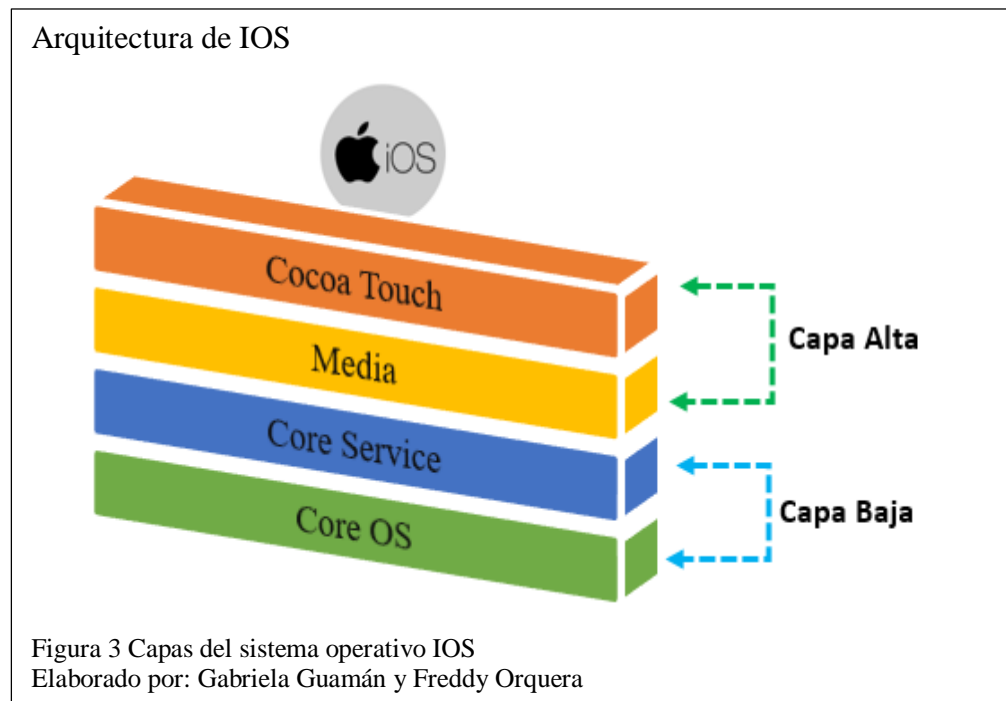 Arquitectura de IOS
iOS
Cocoa Touch
Media
Core Service
Core OS
Capa Alta
Capa Baja
Figura 3 Capas del sistema operativo IOS
Elaborado por: Gabriela Guamán y Freddy Orquera